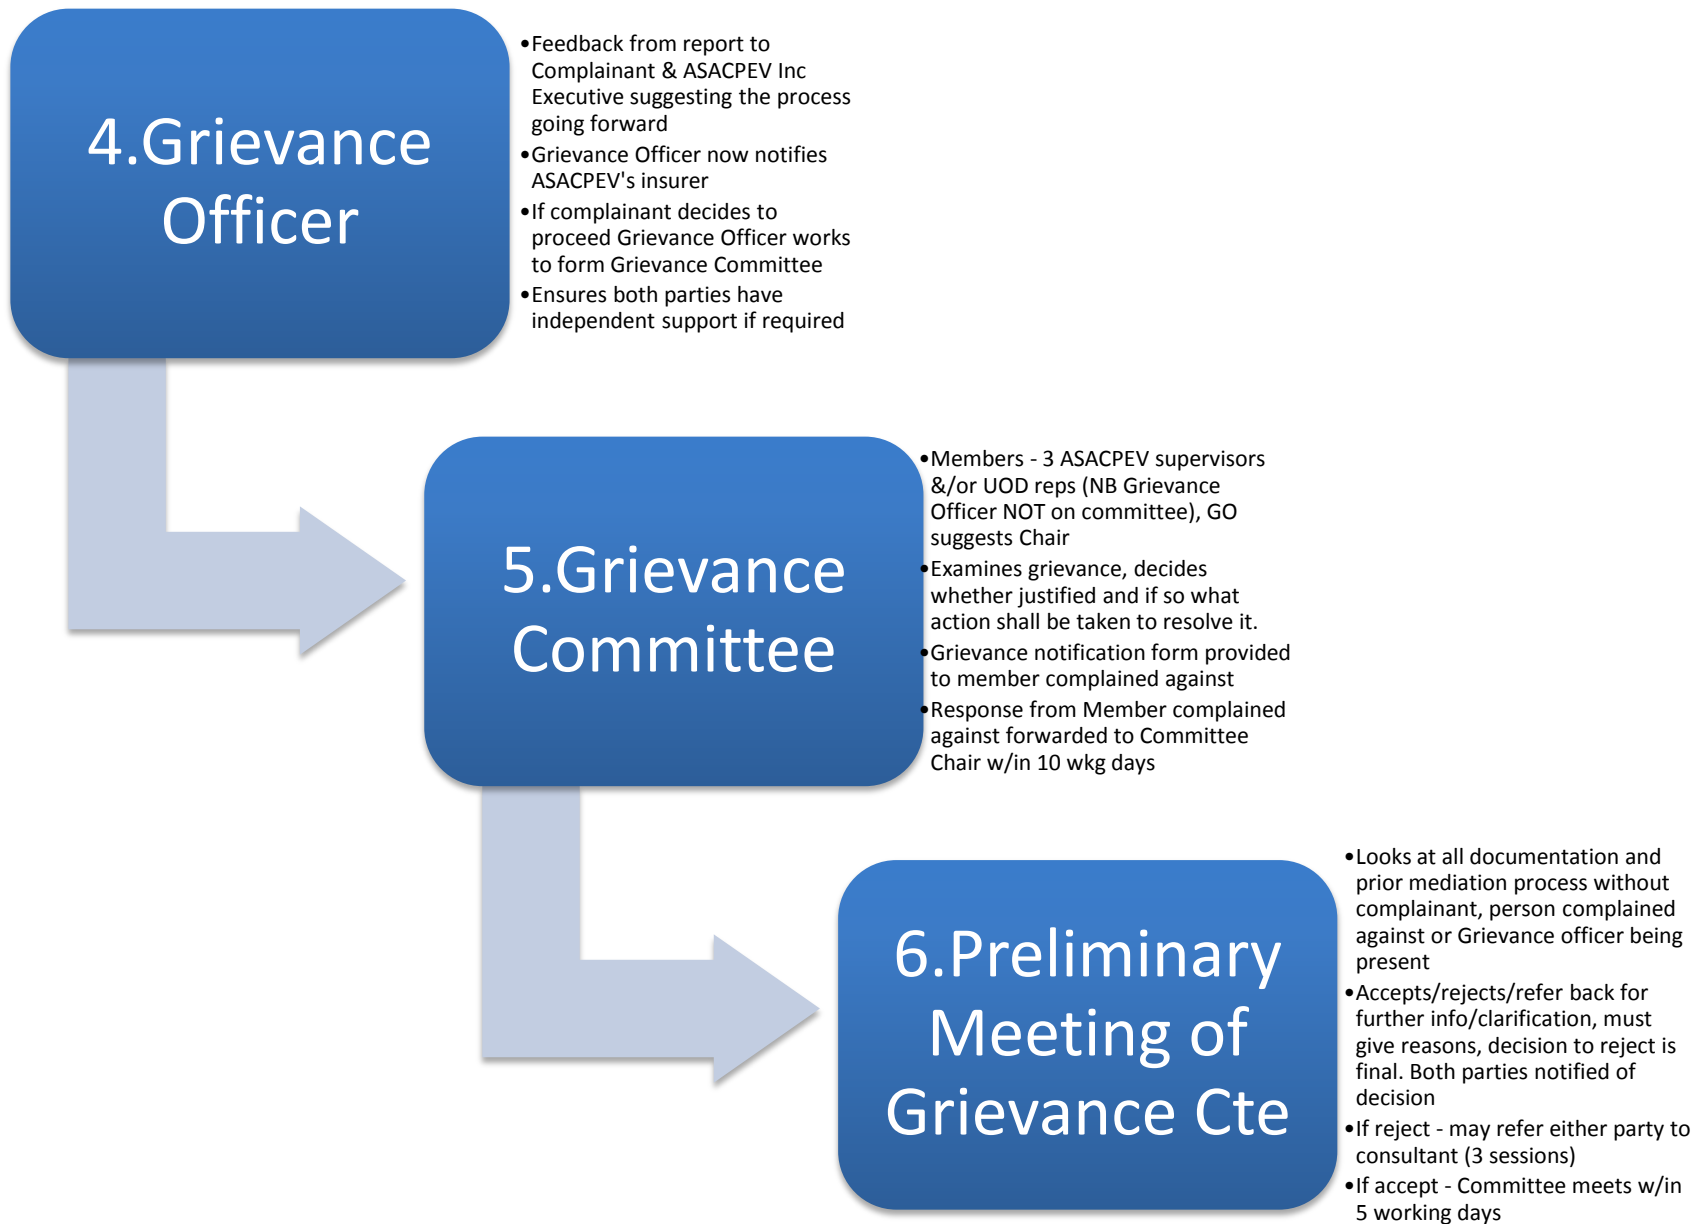 4.Grievance
Officer
•Feedback from report to
Complainant & ASACPEV Inc
Executive suggesting the process
going forward
•Grievance Officer now notifies
ASACPEV's insurer
•If complainant decides to
proceed Grievance Officer works
to form Grievance Committee
•Ensures both parties have
independent support if required
5.Grievance
Committee
•Members - 3 ASACPEV supervisors
&/or UOD reps (NB Grievance
Officer NOT on committee), GO
suggests Chair
•Examines grievance, decides
whether justified and if so what
action shall be taken to resolve it.
•Grievance notification form provided
to member complained against
•Response from Member complained
against forwarded to Committee
Chair w/in 10 wkg days
6.Preliminary
Meeting of
Grievance Cte
•Looks at all documentation and
prior mediation process without
complainant, person complained
against or Grievance officer being
present
•Accepts/rejects/refer back for
further info/clarification, must
give reasons, decision to reject is
final. Both parties notified of
decision
•If reject - may refer either party to
consultant (3 sessions)
•If accept - Committee meets w/in
5 working days